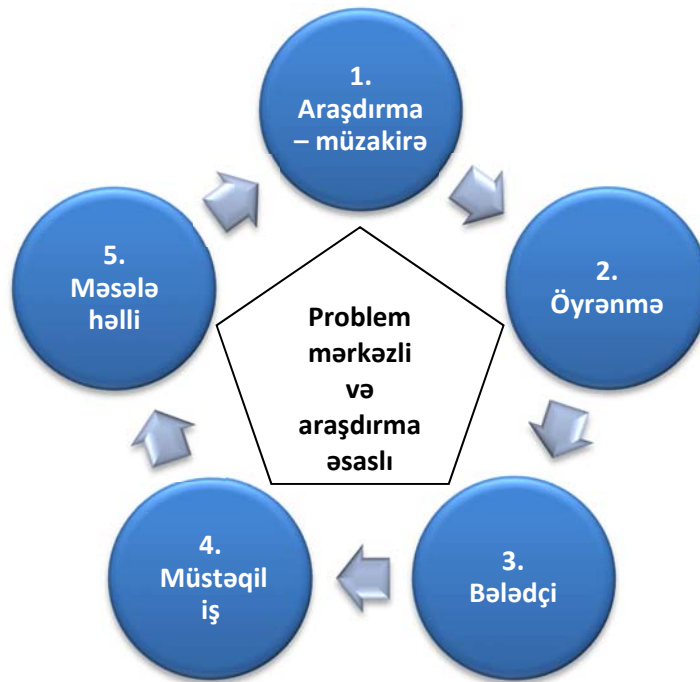 1.
Araşdırma
– müzakirə
2.
Öyrənmə
3.
Bələdçi
4.
Müstəqil
iş
5.
Məsələ
həlli
Problem
mərkəzli
və
araşdırma
əsaslı